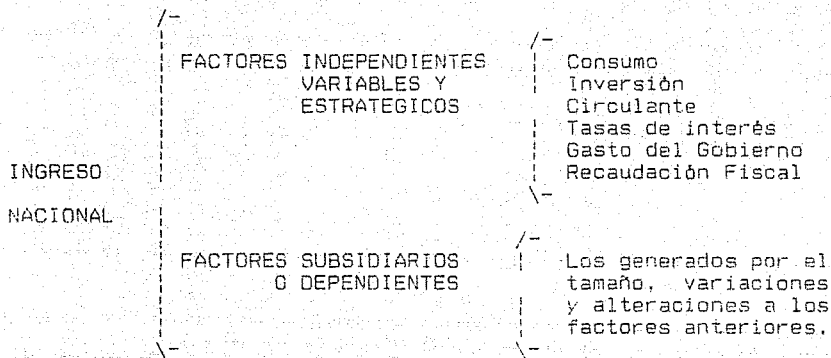 FACTORES INDEPENDIENTES
VARIABLES Y
ESTRATEGICOS
Consumo
Inversión
Circulante
Tasas de interés
Gasto del Gobierno
Recaudación Fiscal
INGRESO
NACIONAL
FACTORES SUBSIDIARIOS
O DEPENDIENTES
Los generados por el
tamaño, variaciones
y alteraciones a los
factores anteriores.